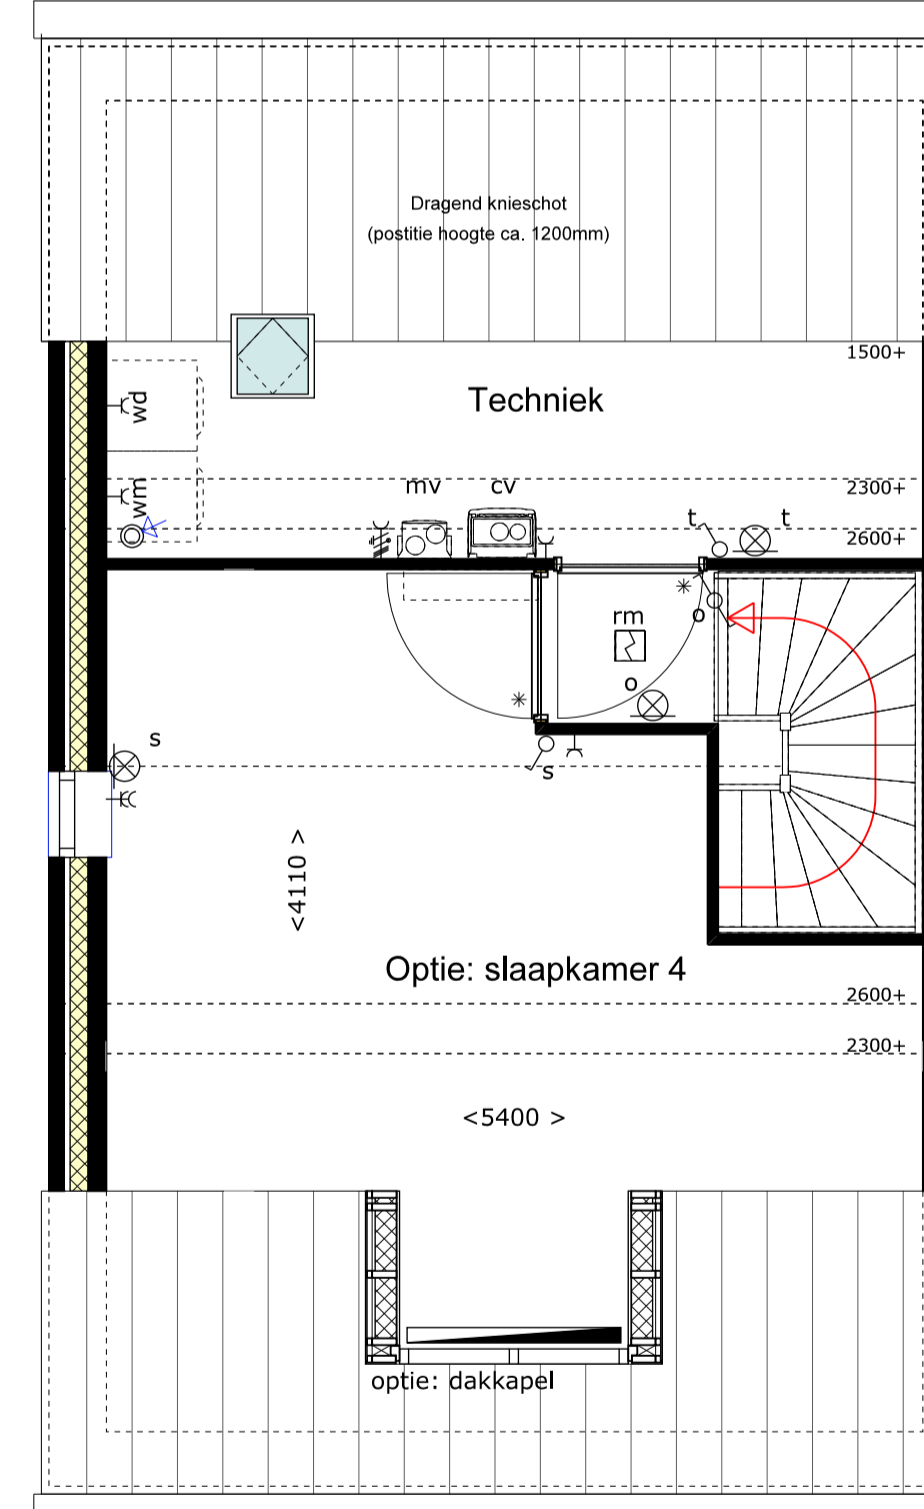 Dragend knieschot
(postitie hoogte ca. 1200mm)
1500+
Techniek
wd
2300+
mv
cv
wm
t
t
2600+
rm
o
o
s
s
<4110 >
Optie: slaapkamer 4
2600+
2300+
<5400 >
optie: dakkapel